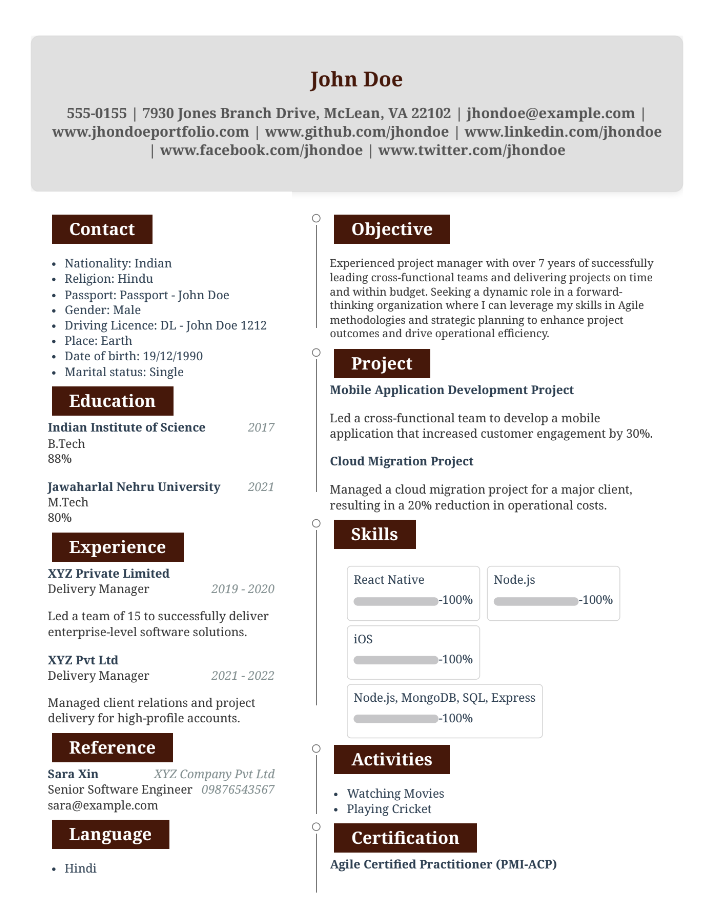 John Doe
555-0155 | 7930 Jones Branch Drive, McLean, VA 22102 | jhondoe@example.com |
www.jhondoeportfolio.com | www.github.com/jhondoe | www.linkedin.com/jhondoe
| www.facebook.com/jhondoe | www.twitter.com/jhondoe
Contact
• Nationality: Indian
• Religion: Hindu
• Passport: Passport - John Doe
• Gender: Male
• Driving Licence: DL - John Doe 1212
• Place: Earth
• Date of birth: 19/12/1990
• Marital status: Single
Education
Indian Institute of Science 2017
B.Tech
88%
Jawaharlal Nehru University 2021
M.Tech
80%
Experience
XYZ Private Limited
Delivery Manager 2019 - 2020
Led a team of 15 to successfully deliver
enterprise-level software solutions.
XYZ Pvt Ltd
Delivery Manager 2021 - 2022
Managed client relations and project
delivery for high-profile accounts.
Reference
Sara Xin XYZ Company Pvt Ltd
Senior Software Engineer 09876543567
sara@example.com
Language
• Hindi
Objective
Experienced project manager with over 7 years of successfully
leading cross-functional teams and delivering projects on time
and within budget. Seeking a dynamic role in a forward-
thinking organization where I can leverage my skills in Agile
methodologies and strategic planning to enhance project
outcomes and drive operational efficiency.
Project
Mobile Application Development Project
Led a cross-functional team to develop a mobile
application that increased customer engagement by 30%.
Cloud Migration Project
Managed a cloud migration project for a major client,
resulting in a 20% reduction in operational costs.
Skills
React Native
-100%
Node.js
-100%
iOS
-100%
Node.js, MongoDB, SQL, Express
-100%
Activities
• Watching Movies
• Playing Cricket
Certification
Agile Certified Practitioner (PMI-ACP)